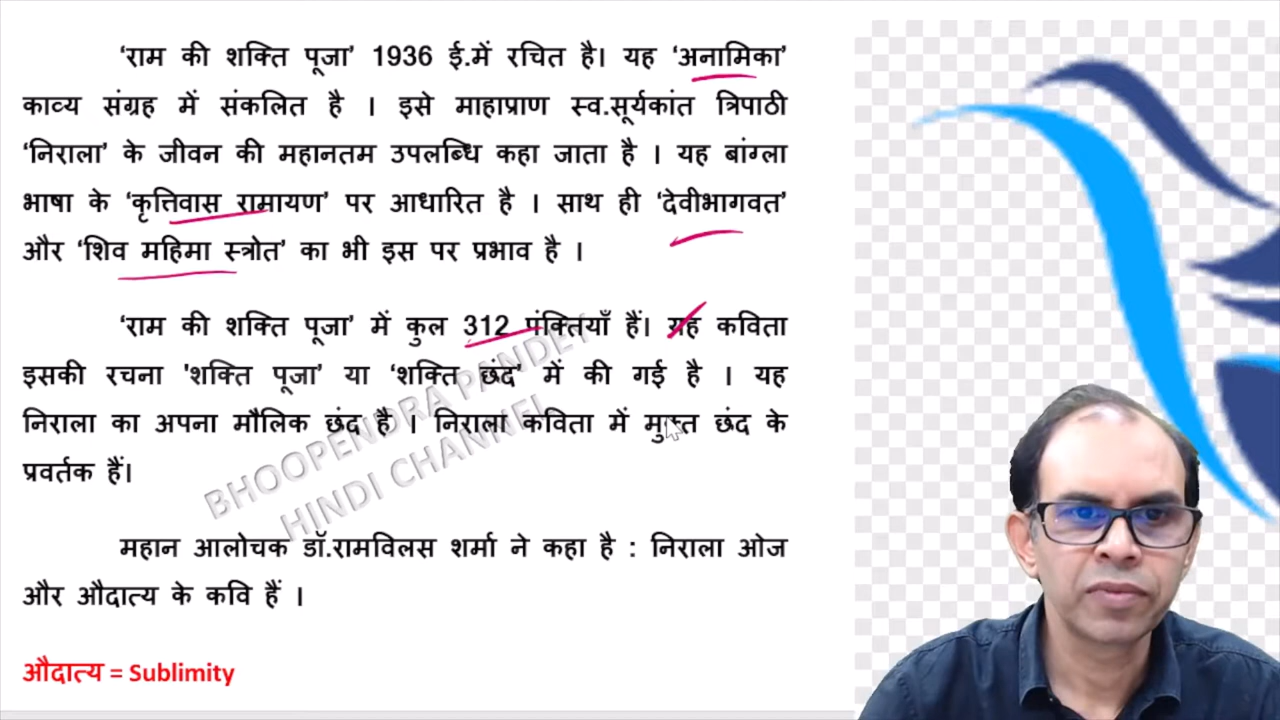 ‘राम की शक्ति पूजा’ 1936 ई.में रचित है। यह ‘अनामिका’
काव्य संग्रह में संकलित है । इसे माहाप्राण स्व.सूर्यकांत त्रिपाठी
‘निराला’ के जीवन की महानतम उपलब्धि कहा जाता है । यह बांग्ला
भाषा के ‘कृत्तिवास रामायण’ पर आधारित है । साथ ही ‘देवीभागवत’
और ‘शिव महिमा स्त्रोत’ का भी इस पर प्रभाव है ।
‘राम की शक्ति पूजा’ में कुल 312 पंक्तियाँ हैं। यह कविता
इसकी रचना 'शक्ति पूजा’ या ‘शक्ति छंद’ में की गई है । यह
निराला का अपना मौलिक छंद है । निराला कविता में मुक्त छंद के
प्रवर्तक हैं।
BHOOPENDRA PANDEY
HINDI CHANNEL
महान आलोचक डॉ.रामविलस शर्मा ने कहा है : निराला ओज
और औदात्य के कवि हैं ।
औदात्य = Sublimity